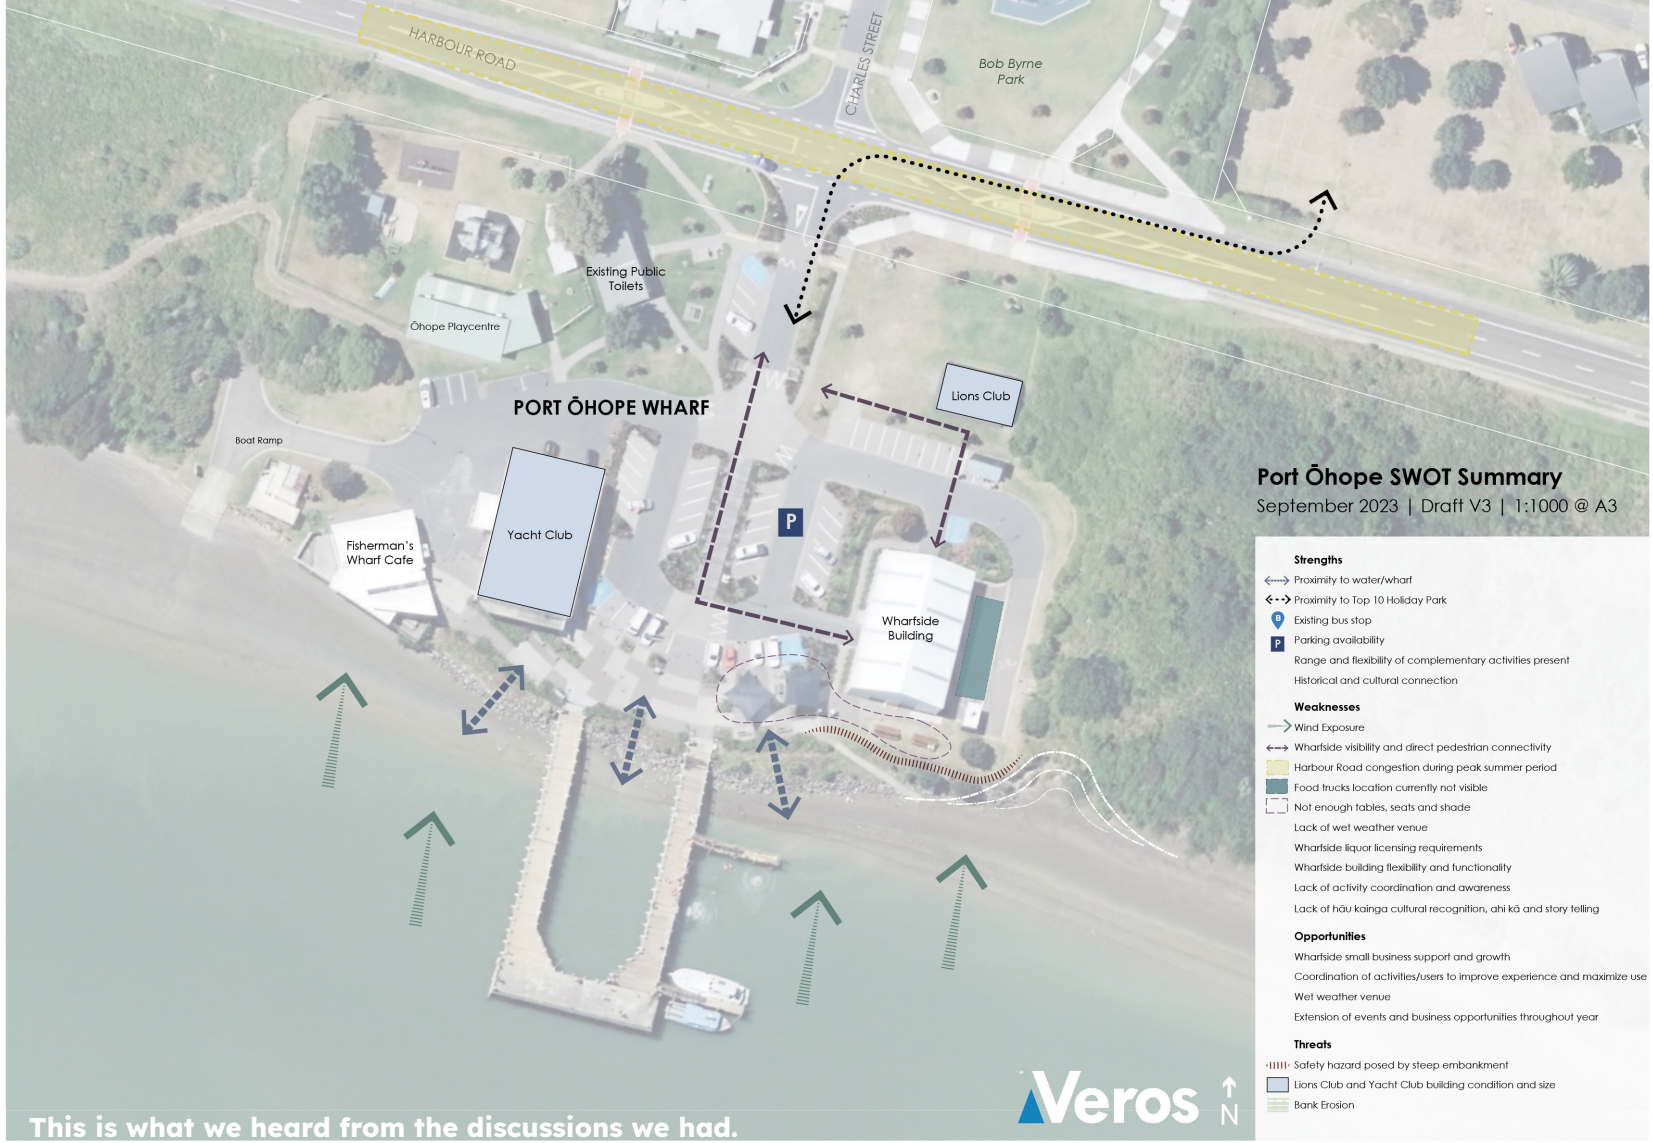 HARBOUR ROAD
CHARLES STREET
Bob Byrne
Park
Existing Public
Toilets
Ōhope Playcentre
Lions Club
PORT ŌHOPE WHARF
Boat Ramp
Yacht Club
P
Fisherman's
Wharf Cafe
Wharfside
Building
Port Ōhope SWOT Summary
September 2023 | Draft V3 | 1:1000 @ A3
Strengths
Proximity to water/wharf
Proximity to Top 10 Holiday Park
B Existing bus stop
P Parking availability
Range and flexibility of complementary activities present
Historical and cultural connection
Weaknesses
Wind Exposure
Wharfside visibility and direct pedestrian connectivity
Harbour Road congestion during peak summer period
Food trucks location currently not visible
Not enough tables, seats and shade
Lack of wet weather venue
Wharfside liquor licensing requirements
Wharfside building flexibility and functionality
Lack of activity coordination and awareness
Lack of hāu kainga cultural recognition, ahi kā and story telling
Opportunities
Wharfside small business support and growth
Coordination of activities/users to improve experience and maximize use
Wet weather venue
Extension of events and business opportunities throughout year
Threats
Safety hazard posed by steep embankment
Lions Club and Yacht Club building condition and size
Bank Erosion
Veros
N
This is what we heard from the discussions we had.